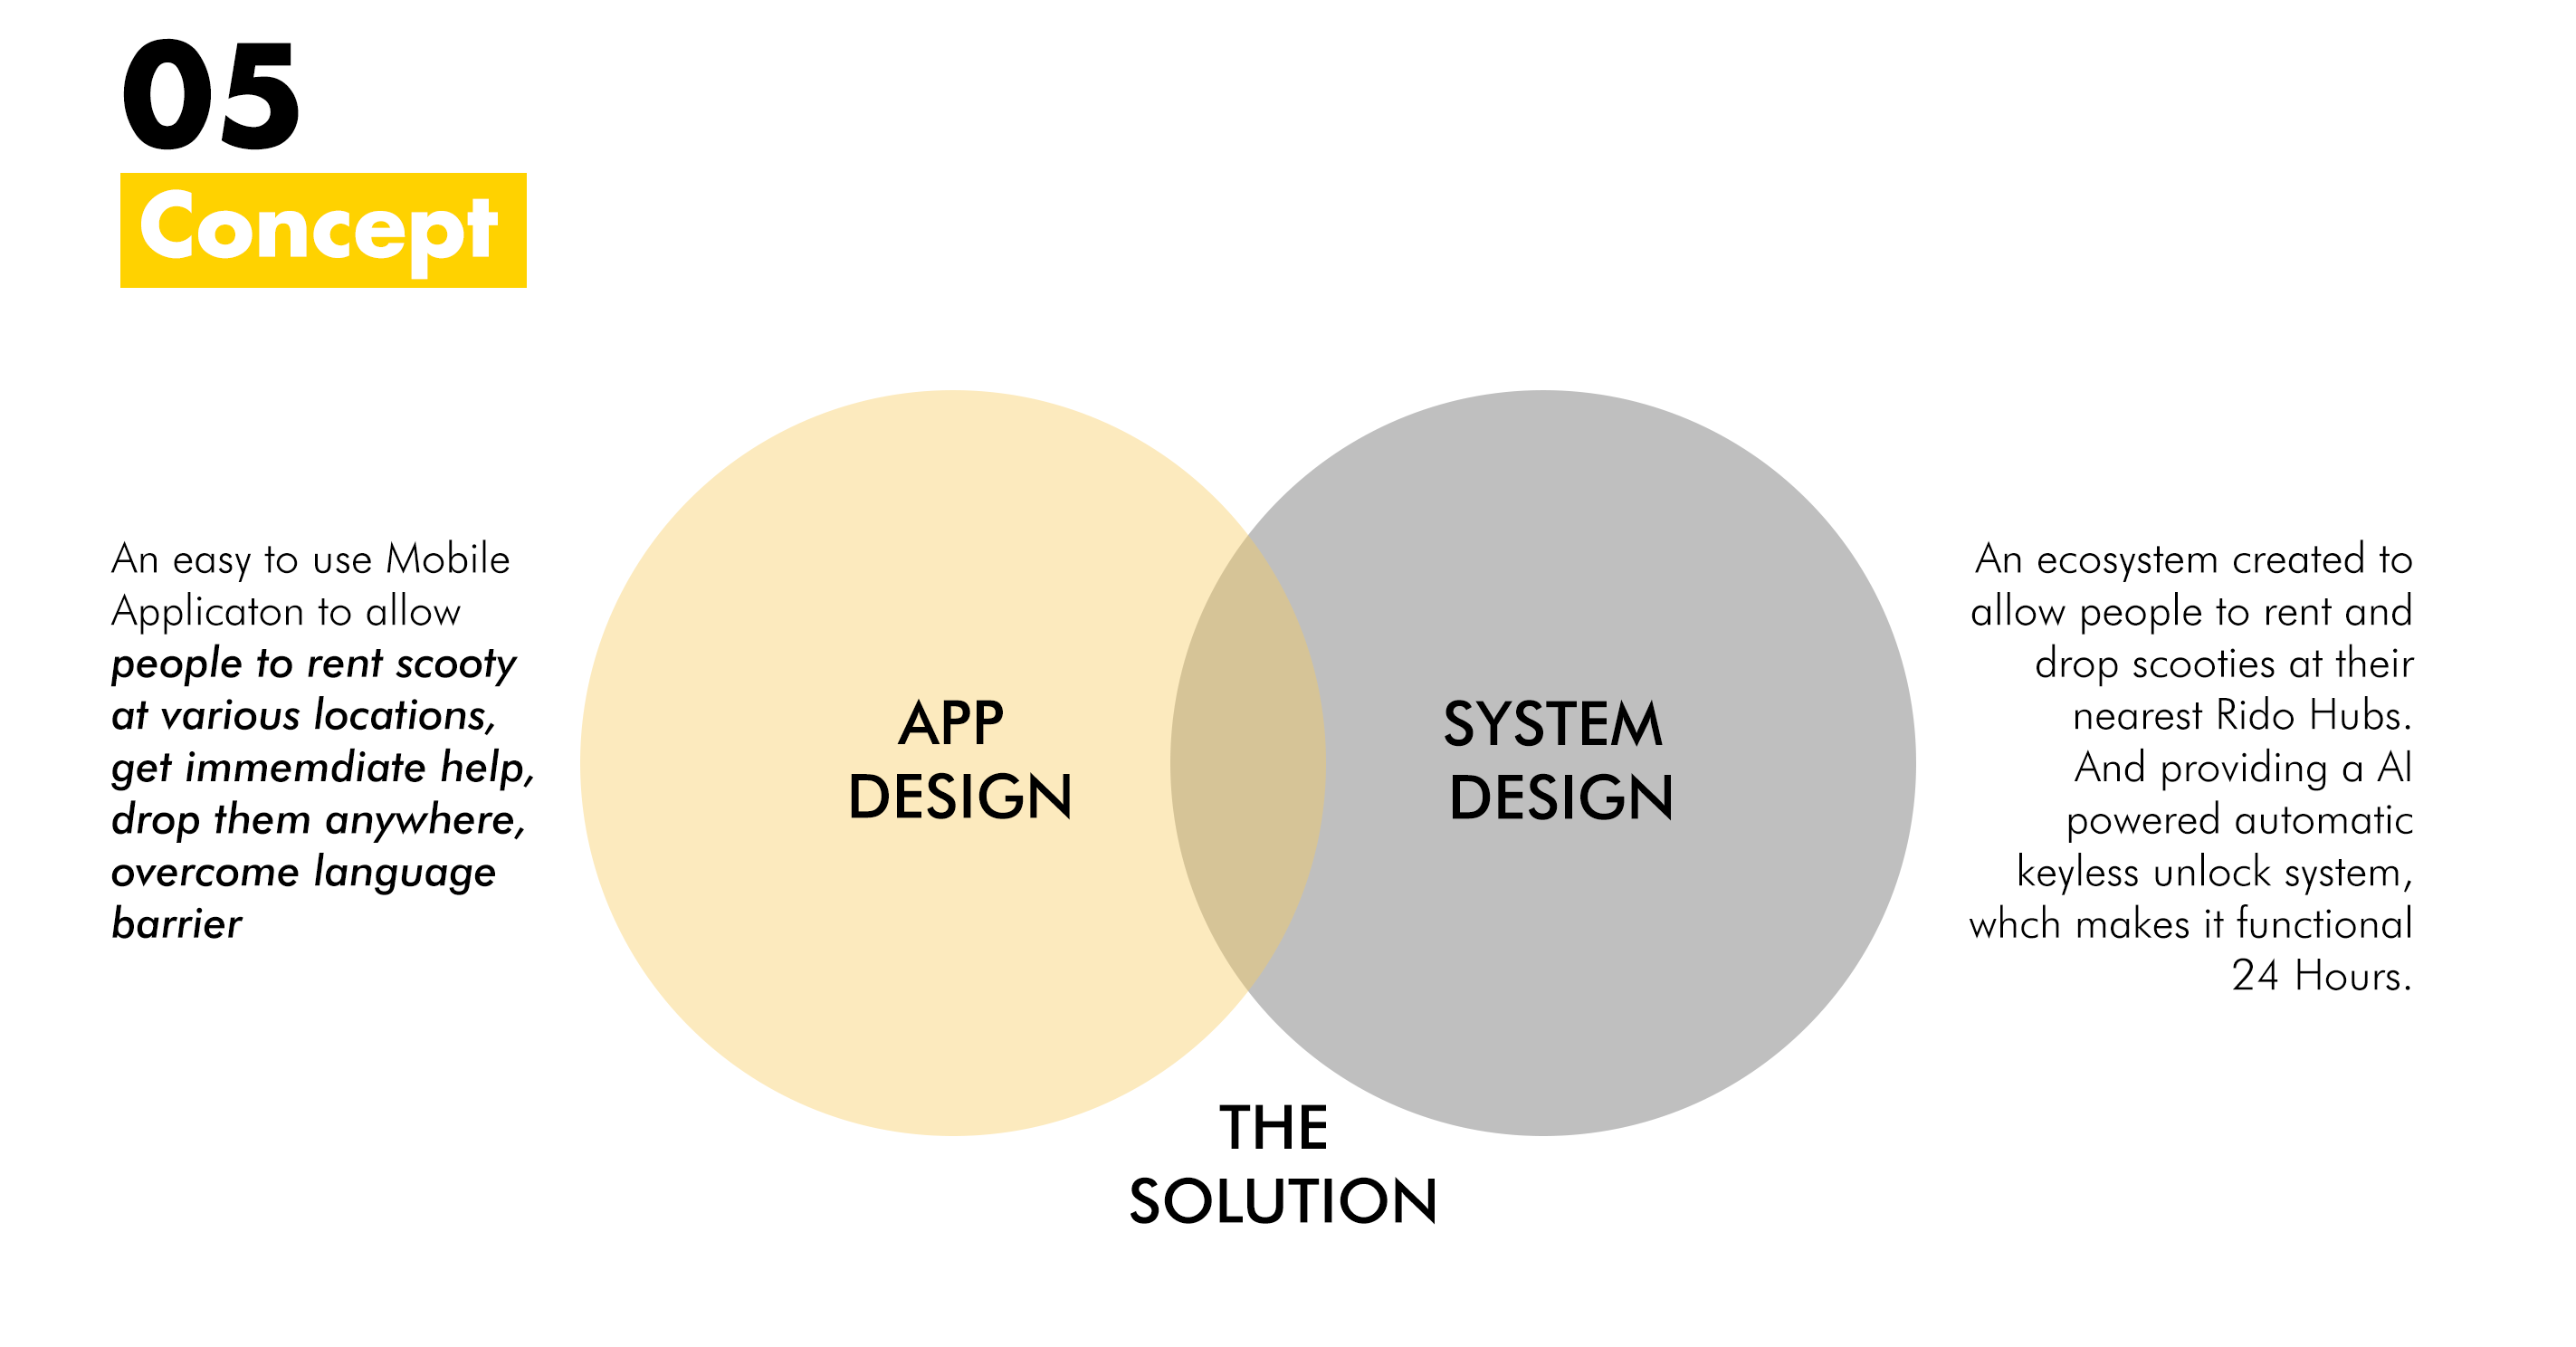 05
Concept
An easy to use Mobile
Applicaton to allow
people to rent scooty
at various locations,
get immemdiate help,
drop them anywhere,
overcome language
barrier
APP
DESIGN
SYSTEM
DESIGN
THE
SOLUTION
An ecosystem created to
allow people to rent and
drop scooties at their
nearest Rido Hubs.
And providing a AI
powered automatic
keyless unlock system,
whch makes it functional
24 Hours.